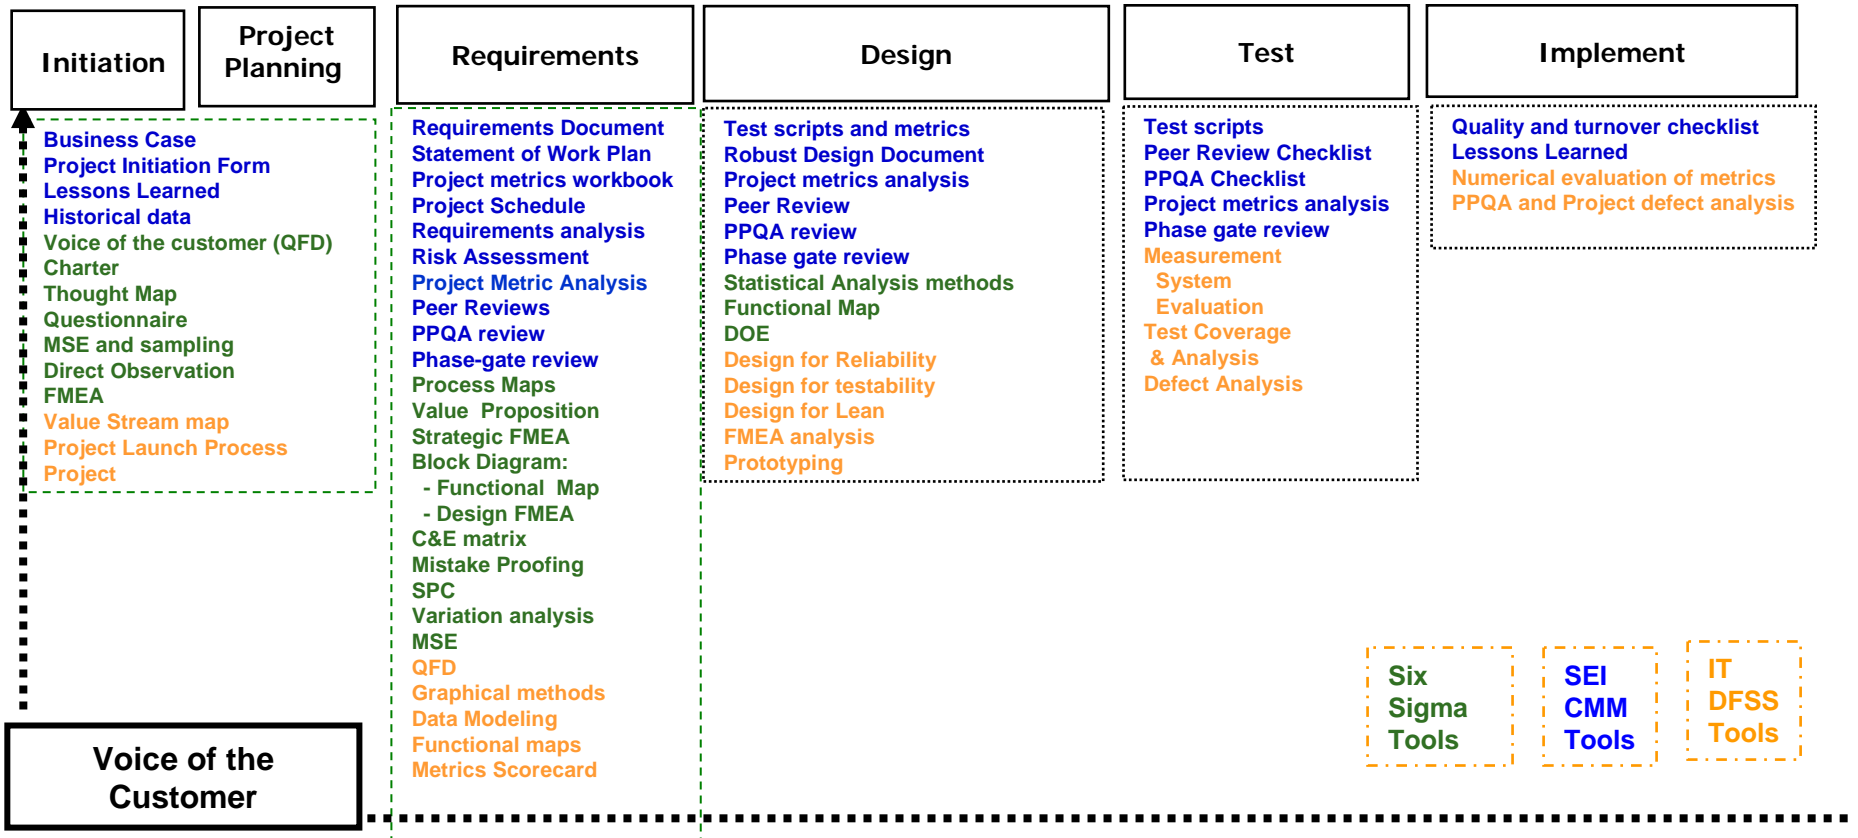 Initiation
Project
Planning
Requirements
Design
Test
Implement
Business Case
Project Initiation Form
Lessons Learned
Historical data
Voice of the customer (QFD)
Charter
Thought Map
Questionnaire
MSE and sampling
Direct Observation
FMEA
Value Stream map
Project Launch Process
Project
Requirements Document
Statement of Work Plan
Project metrics workbook
Project Schedule
Requirements analysis
Risk Assessment
Project Metric Analysis
Peer Reviews
PPQA review
Phase-gate review
Process Maps
Value  Proposition
Strategic FMEA
Block Diagram:
- Functional  Map
- Design FMEA
C&E matrix
Mistake Proofing
SPC
Variation analysis
MSE
QFD
Graphical methods
Data Modeling
Functional maps
Metrics Scorecard
Test scripts and metrics
Robust Design Document
Project metrics analysis
Peer Review
PPQA review
Phase gate review
Statistical Analysis methods
Functional Map
DOE
Design for Reliability
Design for testability
Design for Lean
FMEA analysis
Prototyping
Test scripts
Peer Review Checklist
PPQA Checklist
Project metrics analysis
Phase gate review
Measurement
System
Evaluation
Test Coverage
& Analysis
Defect Analysis
Quality and turnover checklist
Lessons Learned
Numerical evaluation of metrics
PPQA and Project defect analysis
Six
Sigma
Tools
SEI
CMM
Tools
IT
DFSS
Tools
Voice of the
Customer